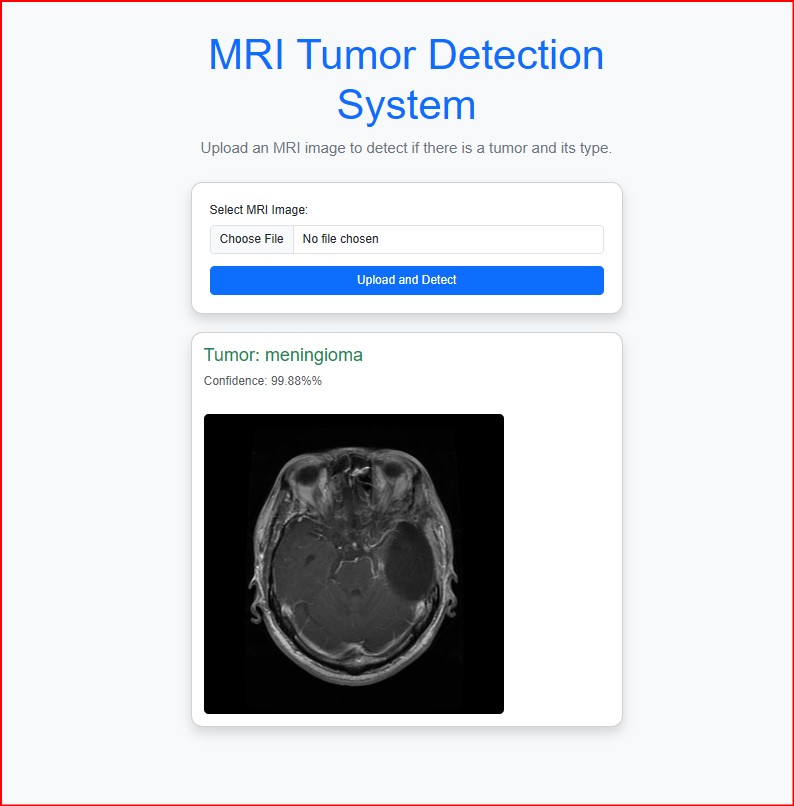 MRI Tumor Detection
System
Upload an MRI image to detect if there is a tumor and its type.
Select MRI Image:
Choose File No file chosen
Upload and Detect
Tumor: meningioma
Confidence: 99.88%%